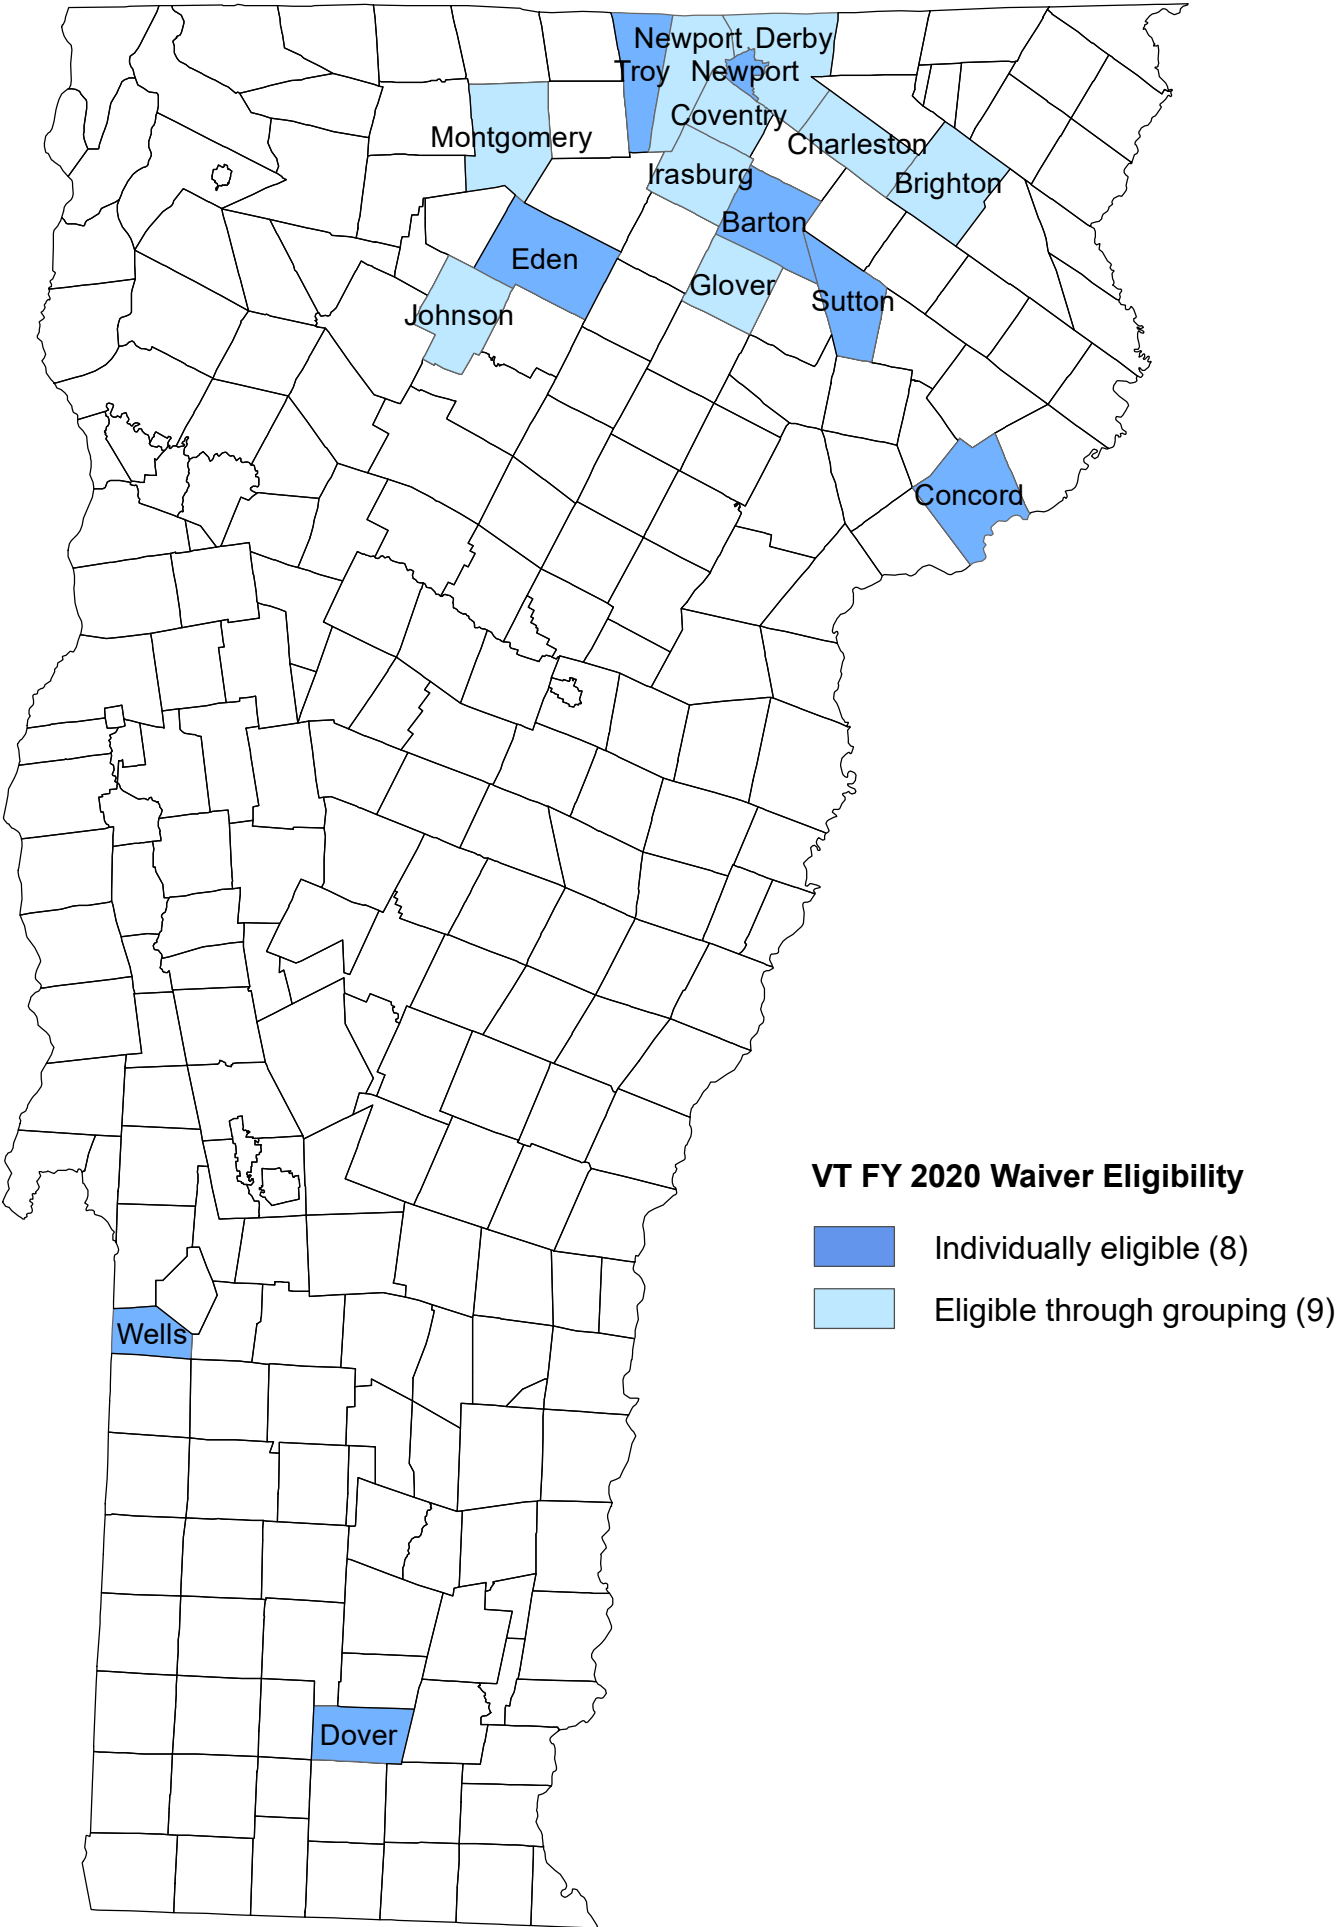 Newport
Derby
Troy
Newport
Coventry
Montgomery
Charleston
Irasburg
Brighton
Barton
Eden
Glover
Sutton
Johnson
Concord
VT FY 2020 Waiver Eligibility
Individually eligible (8)
Eligible through grouping (9)
Wells
Dover